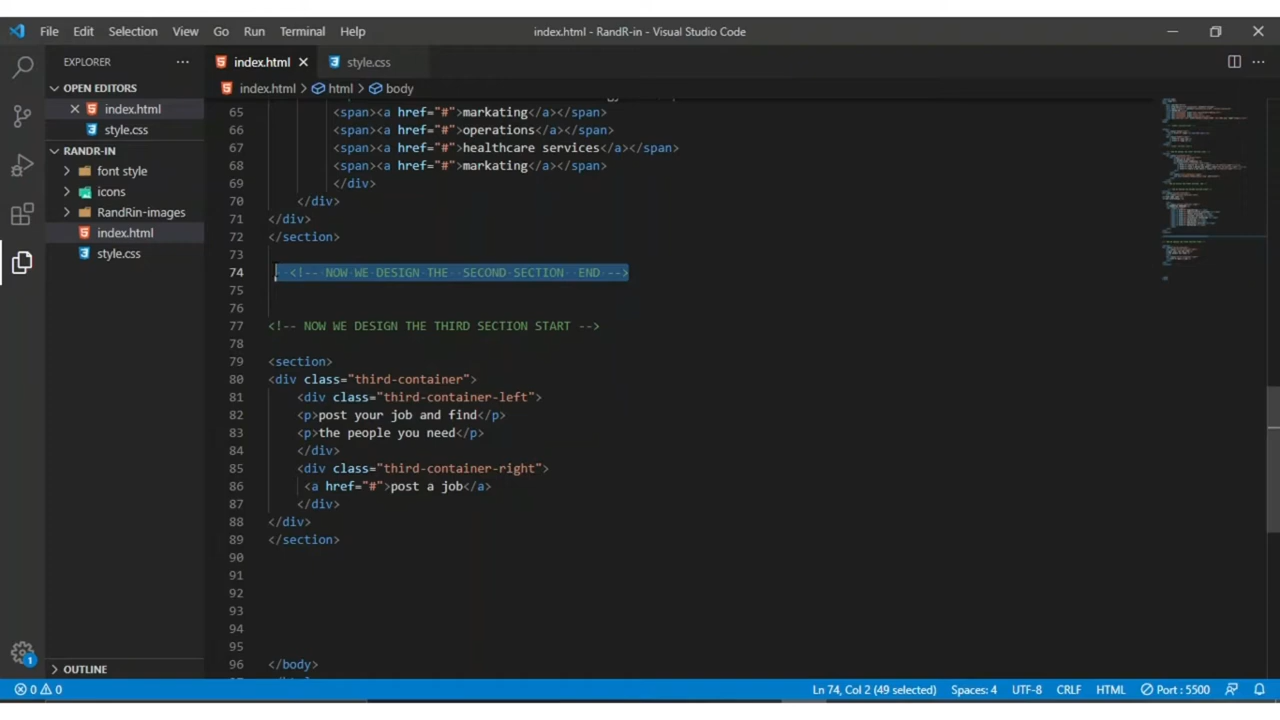 File Edit Selection View Go Run Terminal Help
index.html - RandR-in - Visual Studio Code
EXPLORER
OPEN EDITORS
index.html
style.css
RANDR-IN
font style
icons
RandRin-images
index.html
style.css
OUTLINE
index.html
style.css
index.html > html > body
65 <span><a href="#">markating</a></span>
66 <span><a href="#">operations</a></span>
67 <span><a href="#">healthcare services</a></span>
68 <span><a href="#">markating</a></span>
69 </div>
70 </div>
71 </div>
72 </section>
73
74 <!-- NOW WE DESIGN THE  SECOND SECTION  END -->
75
76
77 <!-- NOW WE DESIGN THE THIRD SECTION START -->
78
79 <section>
80 <div class="third-container">
81 <div class="third-container-left">
82 <p>post your job and find</p>
83 <p>the people you need</p>
84 </div>
85 <div class="third-container-right">
86 <a href="#">post a job</a>
87 </div>
88 </div>
89 </section>
90
91
92
93
94
95
96 </body>
1
0 0
Ln 74, Col 2 (49 selected) Spaces: 4 UTF-8 CRLF HTML Port : 5500